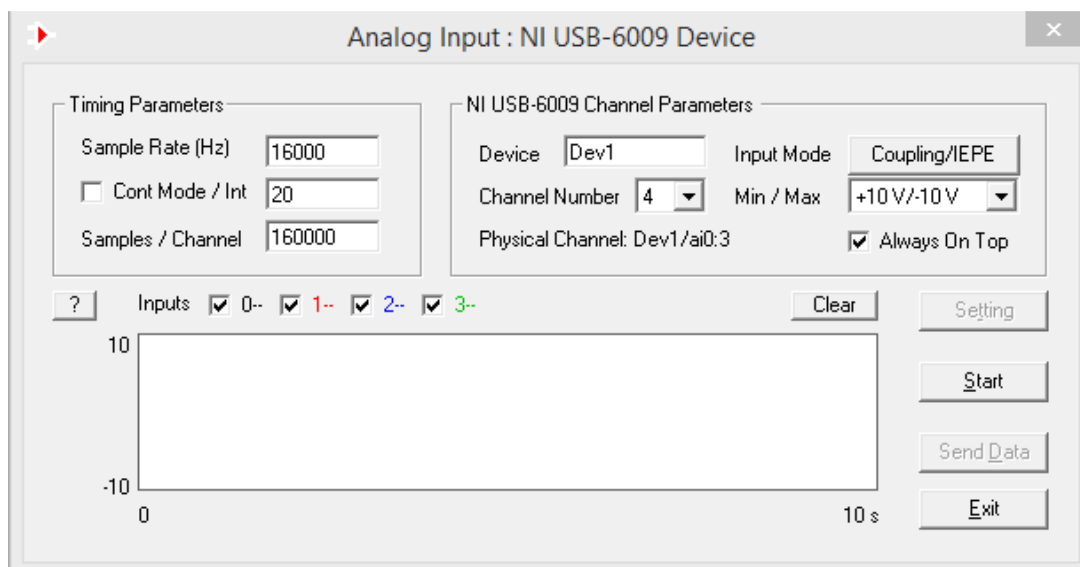 Analog Input : NI USB-6009 Device
Timing Parameters
Sample Rate (Hz) 16000
Cont Mode / Int 20
Samples / Channel 160000
NI USB-6009 Channel Parameters
Device Dev1 Input Mode Coupling/IEPE
Channel Number 4 Min / Max +10 V/-10 V
Physical Channel: Dev1/ai0:3 Always On Top
? Inputs 0-- 1-- 2-- 3-- Clear Setting
10
Start
Send Data
-10
0 10 s Exit